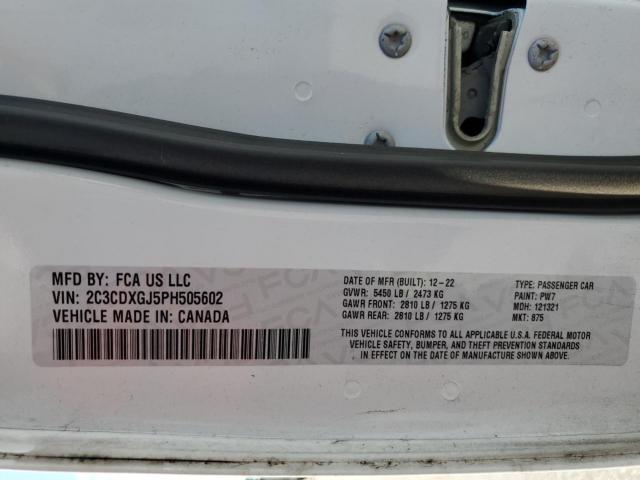 MFD BY: FCA US LLC
VIN: 2C3CDXGJ5PH505602
VEHICLE MADE IN: CANADA
DATE OF MFR (BUILT): 12-22
GVWR: 5450 LB / 2473 KG
GAWR FRONT: 2810 LB / 1275 KG
GAWR REAR: 2810 LB / 1275 KG
TYPE: PASSENGER CAR
PAINT: PW7
MDH: 121321
MKT: 875
THIS VEHICLE CONFORMS TO ALL APPLICABLE U.S.A. FEDERAL MOTOR
VEHICLE SAFETY, BUMPER, AND THEFT PREVENTION STANDARDS
IN EFFECT ON THE DATE OF MANUFACTURE SHOWN ABOVE.